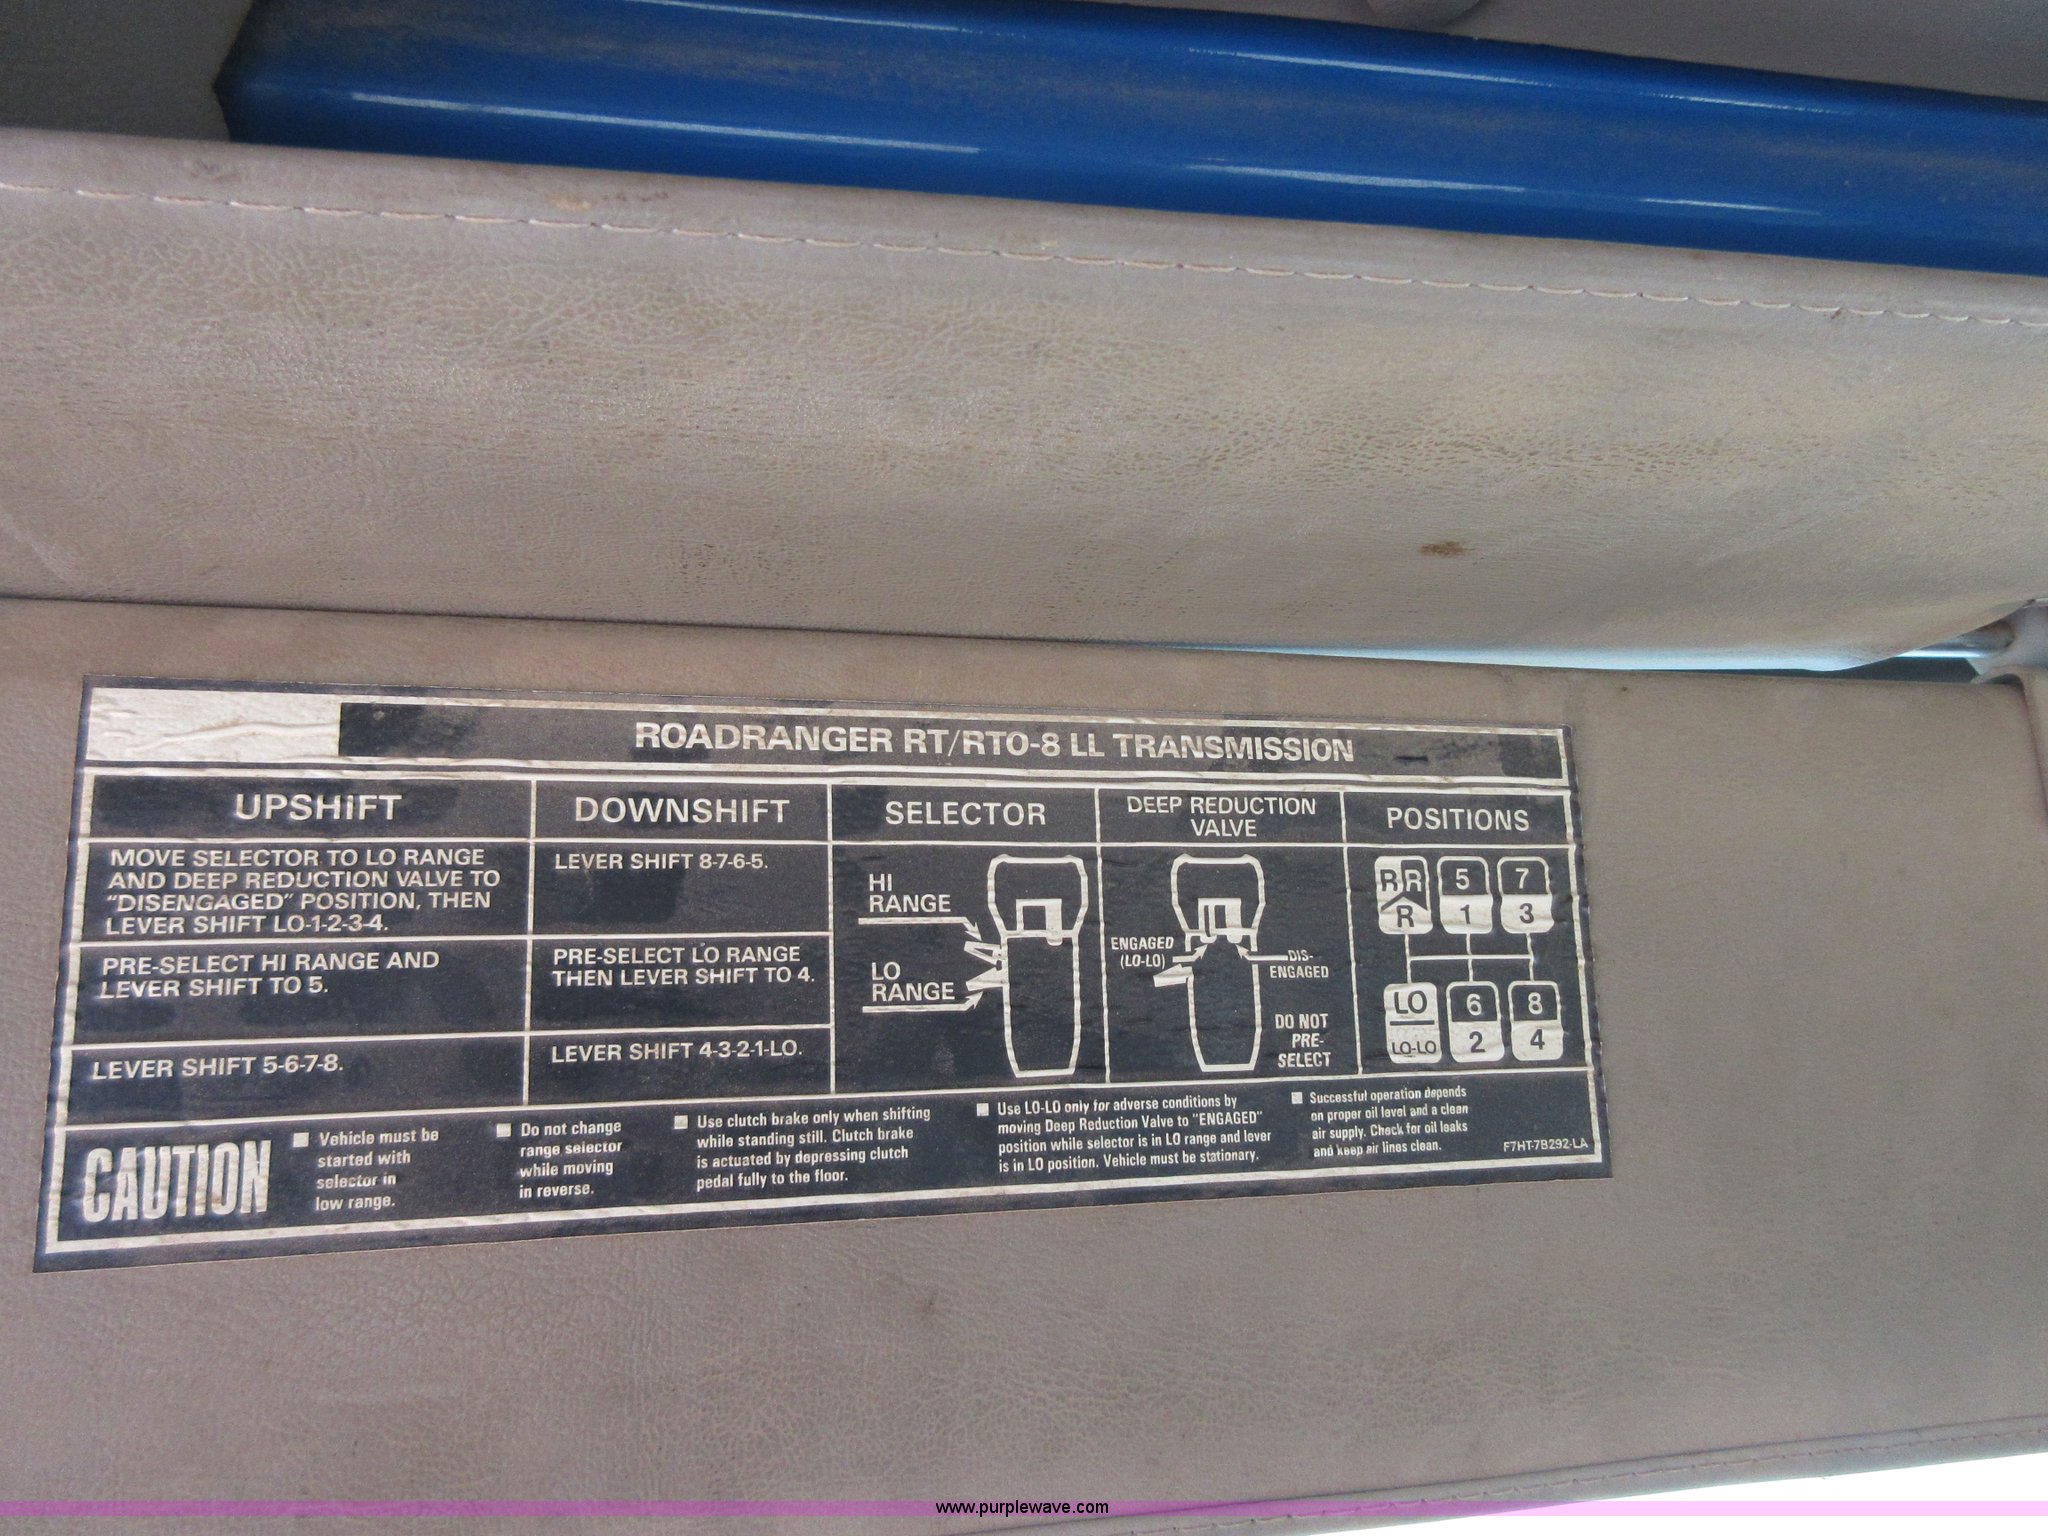 ROADRANGER RT/RTO-8 LL TRANSMISSION
UPSHIFT
MOVE SELECTOR TO LO RANGE
AND DEEP REDUCTION VALVE TO
"DISENGAGED" POSITION, THEN
LEVER SHIFT LO-1-2-3-4.
PRE-SELECT HI RANGE AND
LEVER SHIFT TO 5.
LEVER SHIFT 5-6-7-8.
DOWNSHIFT
LEVER SHIFT 8-7-6-5.
PRE-SELECT LO RANGE
THEN LEVER SHIFT TO 4.
LEVER SHIFT 4-3-2-1-LO.
SELECTOR
HI
RANGE
LO
RANGE
DEEP REDUCTION
VALVE
ENGAGED
(LO-LO)
DIS-
ENGAGED
DO NOT
PRE-
SELECT
POSITIONS
R R 5 7
R 1 3
LO 6 8
LO-LO 2 4
CAUTION
Vehicle must be
started with
selector in
low range.
Do not change
range selector
while moving
in reverse.
Use clutch brake only when shifting
while standing still. Clutch brake
is actuated by depressing clutch
pedal fully to the floor.
Use LO-LO only for adverse conditions by
moving Deep Reduction Valve to "ENGAGED"
position while selector is in LO range and lever
is in LO position. Vehicle must be stationary.
Successful operation depends
on proper oil level and a clean
air supply. Check for oil leaks
and keep air lines clean.
F7HT-7B292-LA
www.purplewave.com